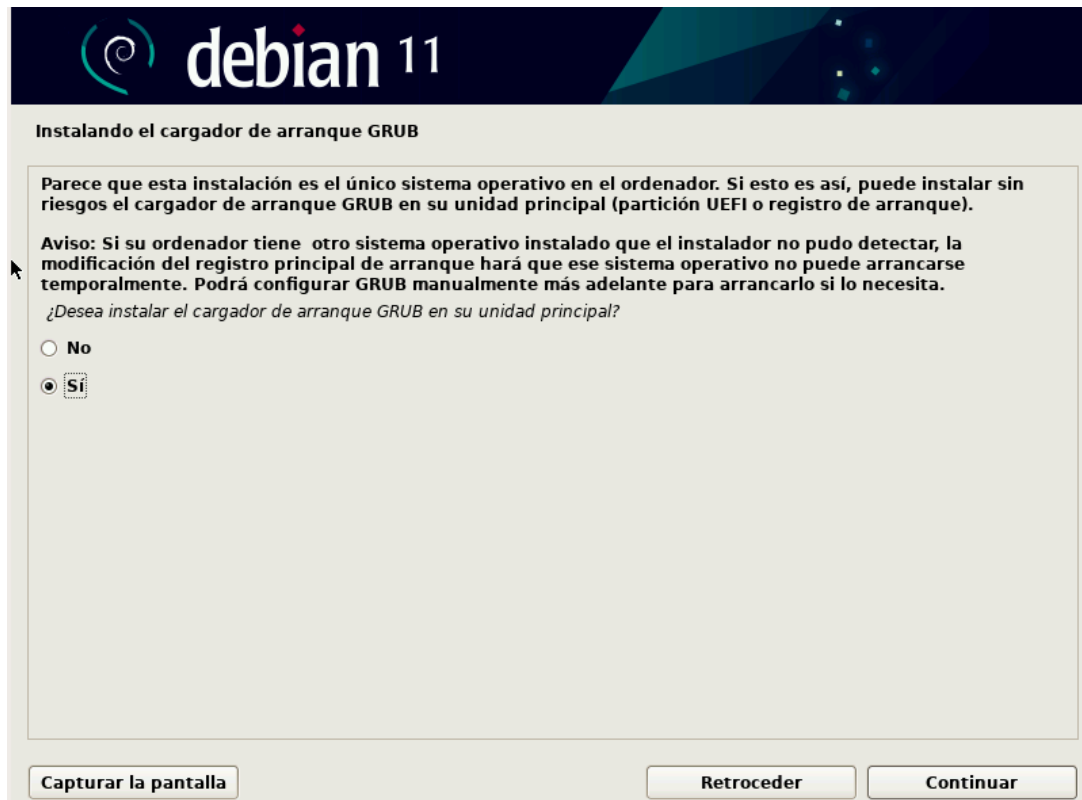 debian 11
Instalando el cargador de arranque GRUB
Parece que esta instalación es el único sistema operativo en el ordenador. Si esto es así, puede instalar sin
riesgos el cargador de arranque GRUB en su unidad principal (partición UEFI o registro de arranque).
Aviso: Si su ordenador tiene  otro sistema operativo instalado que el instalador no pudo detectar, la
modificación del registro principal de arranque hará que ese sistema operativo no puede arrancarse
temporalmente. Podrá configurar GRUB manualmente más adelante para arrancarlo si lo necesita.
¿Desea instalar el cargador de arranque GRUB en su unidad principal?
No
Sí
Capturar la pantalla
Retroceder
Continuar